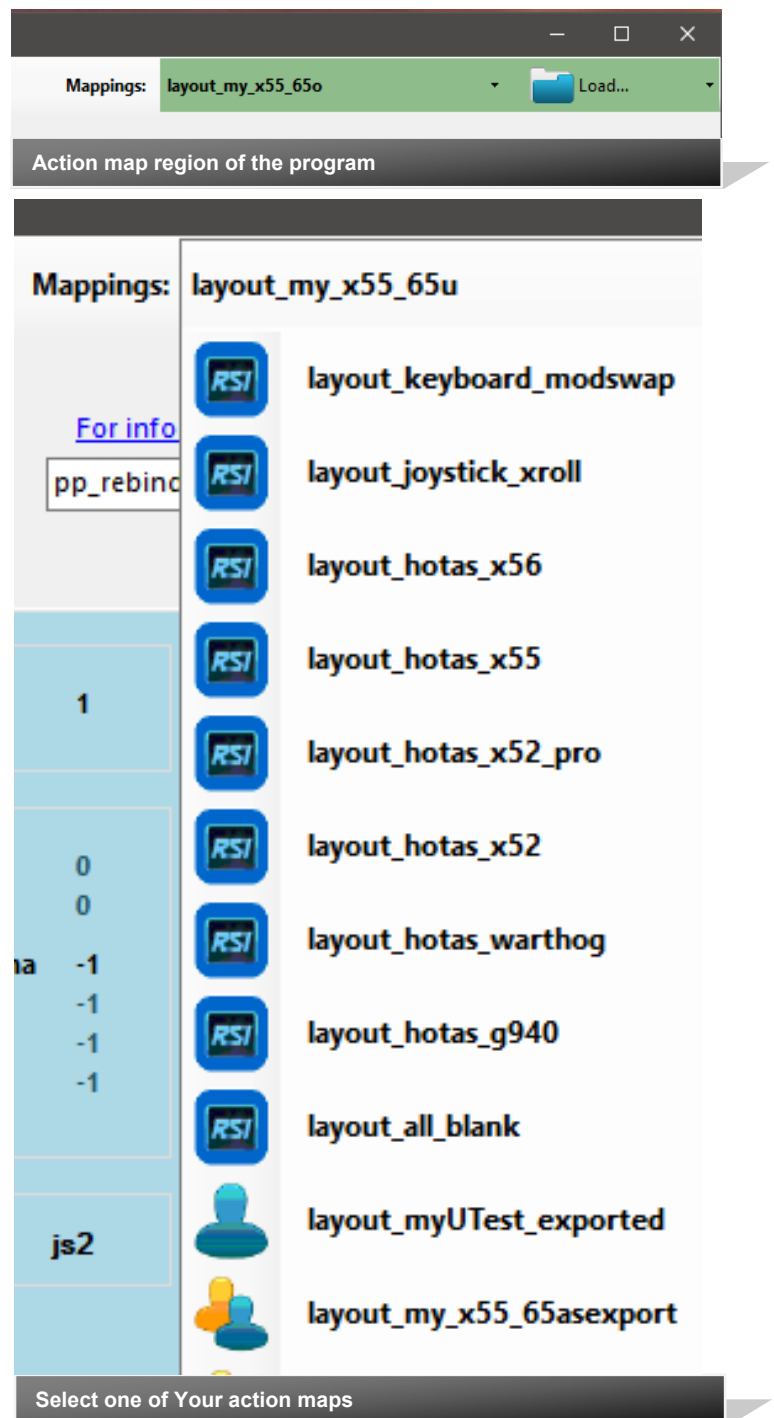 Mappings: layout_my_x55_65o Load...
Action map region of the program
Mappings: layout_my_x55_65u
RSI layout_keyboard_modswap
For info
RSI layout_joystick_xroll
pp_rebind
RSI layout_hotas_x56
RSI layout_hotas_x55
1
RSI layout_hotas_x52_pro
RSI layout_hotas_x52
0
0
RSI layout_hotas_warthog
na -1
-1
RSI layout_hotas_g940
-1
-1
RSI layout_all_blank
layout_myUTest_exported
js2
layout_my_x55_65asexport
Select one of Your action maps